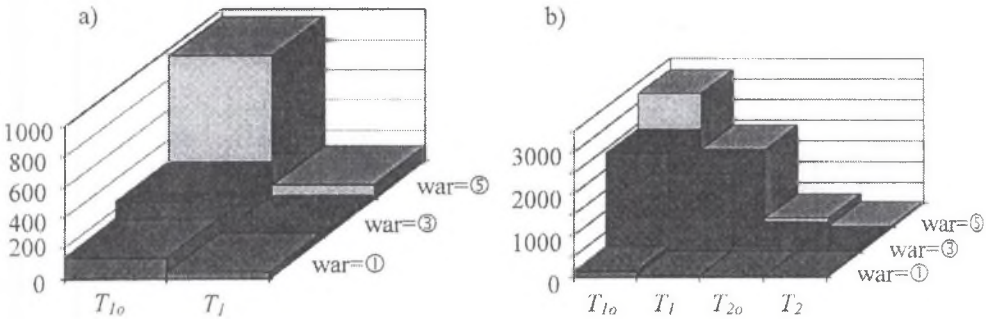 a)
1000
800
600
400
200
0
T1o T1
war=①
war=③
war=⑤
b)
3000
2000
1000
0
T1o T1 T2o T2
war=①
war=③
war=⑤